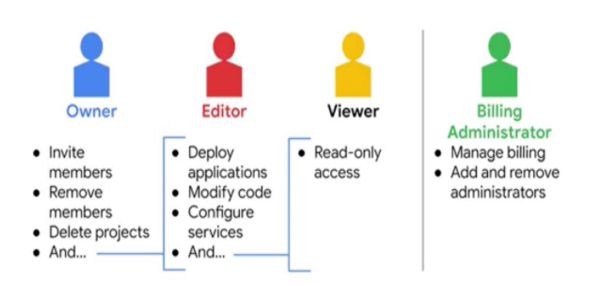 Owner
Editor
Viewer
Billing
Administrator
• Invite
members
• Remove
members
• Delete projects
• And...
• Deploy
applications
• Modify code
• Configure
services
• And...
• Read-only
access
• Manage billing
• Add and remove
administrators